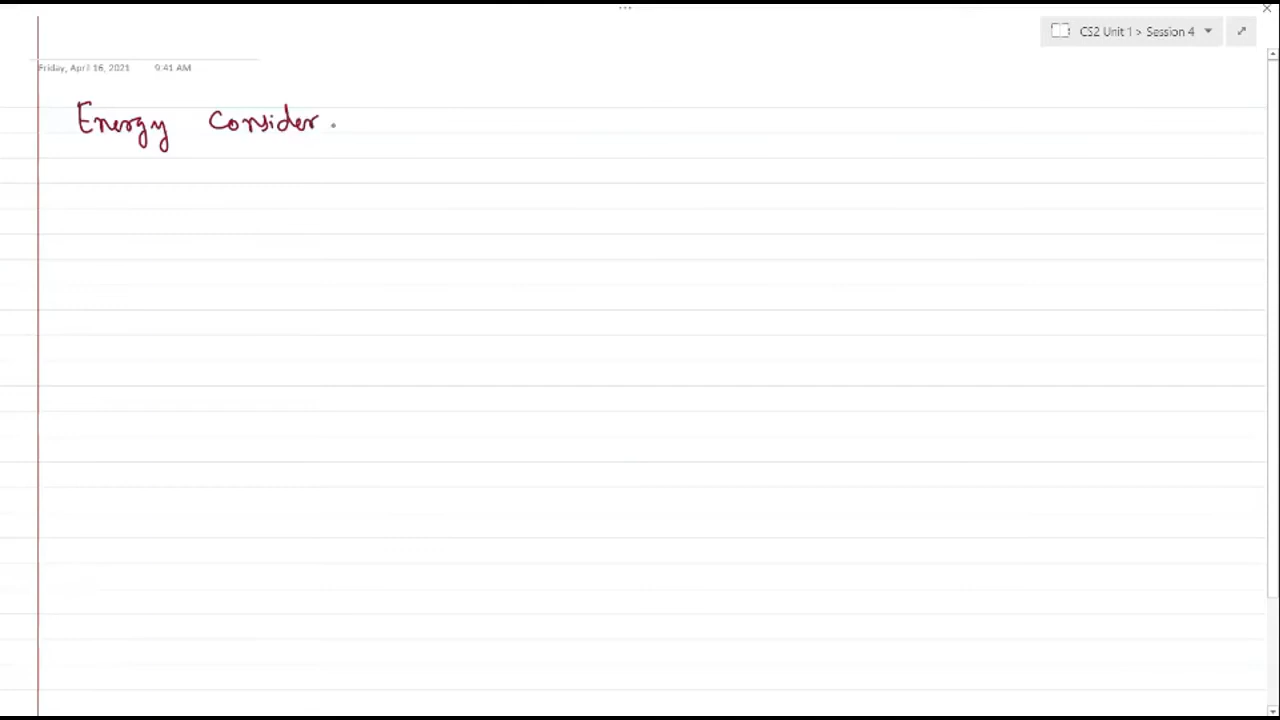 CS2 Unit 1 > Session 4
Friday, April 16, 2021 9:41 AM
Energy Consider